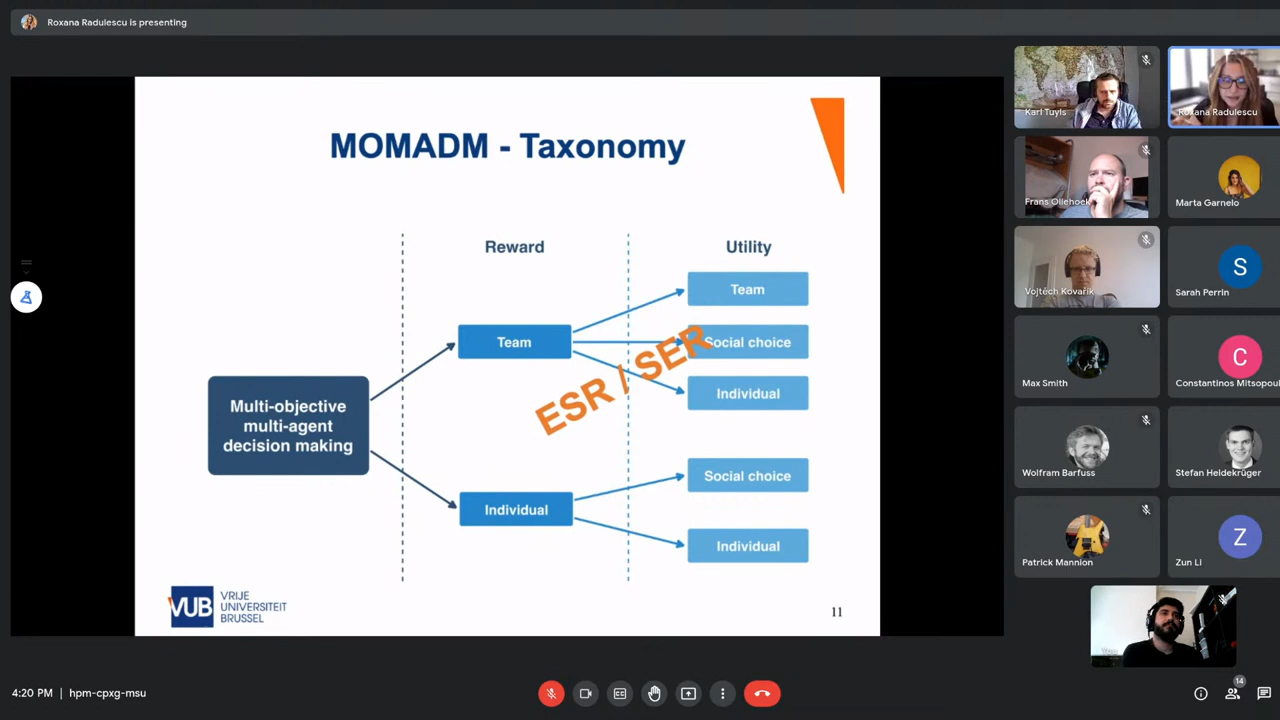 Roxana Radulescu is presenting
MOMADM - Taxonomy
Reward
Utility
Team
Team
Social choice
ESR / SER
Individual
Multi-objective
multi-agent
decision making
Social choice
Individual
Individual
VUB
VRIJE
UNIVERSITEIT
BRUSSEL
11
Karl Tuyls
Roxana Radulescu
Frans Oliehoek
Marta Garnelo
Vojtěch Kovařík
S
Sarah Perrin
Max Smith
C
Constantinos Mitsopoul
Wolfram Barfuss
Stefan Heidekrüger
Patrick Mannion
Z
Zun Li
You
4:20 PM | hpm-cpxg-msu
CC
14